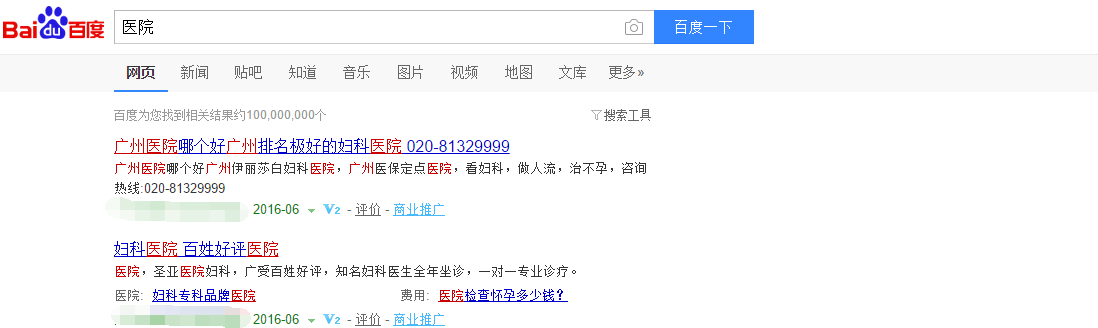 Bai du 百度
医院
百度一下
网页 新闻 贴吧 知道 音乐 图片 视频 地图 文库 更多»
百度为您找到相关结果约100,000,000个
搜索工具
广州医院哪个好广州排名极好的妇科医院 020-81329999
广州医院哪个好广州伊丽莎白妇科医院，广州医保定点医院，看妇科，做人流，治不孕，咨询
热线:020-81329999
2016-06 V2 - 评价 - 商业推广
妇科医院 百姓好评医院
医院，圣亚医院妇科，广受百姓好评，知名妇科医生全年坐诊，一对一专业诊疗。
医院: 妇科专科品牌医院 费用: 医院检查怀孕多少钱？
2016-06 V2 - 评价 - 商业推广